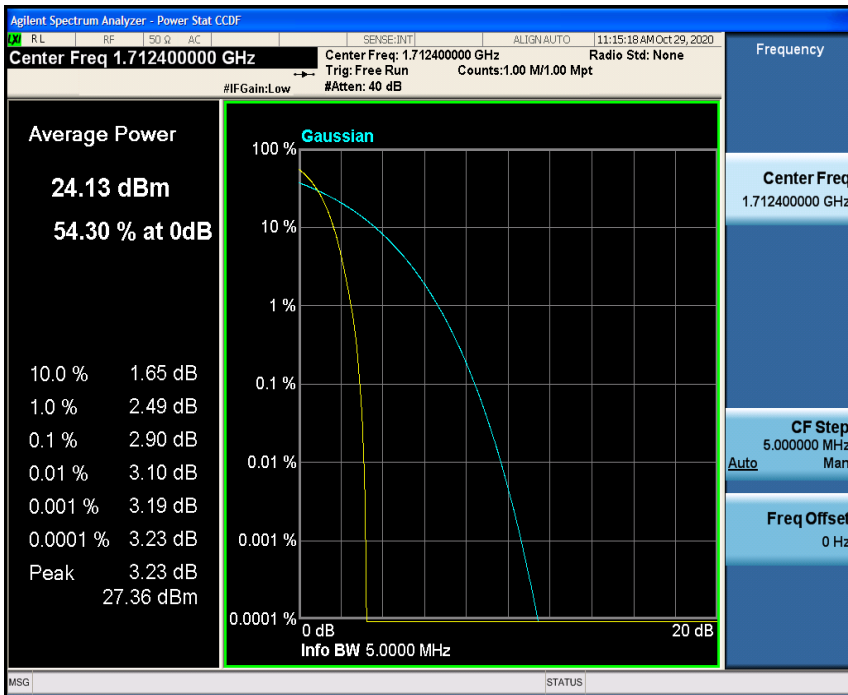 Agilent Spectrum Analyzer - Power Stat CCDF
LXI RL RF 50 Ω AC SENSE:INT ALIGN AUTO 11:15:18 AM Oct 29, 2020
Center Freq 1.712400000 GHz
#IFGain:Low
Center Freq: 1.712400000 GHz Radio Std: None
Trig: Free Run Counts:1.00 M/1.00 Mpt
#Atten: 40 dB
Average Power
24.13 dBm
54.30 % at 0dB
10.0 % 1.65 dB
1.0 % 2.49 dB
0.1 % 2.90 dB
0.01 % 3.10 dB
0.001 % 3.19 dB
0.0001 % 3.23 dB
Peak 3.23 dB
27.36 dBm
Gaussian
100 %
10 %
1 %
0.1 %
0.01 %
0.001 %
0.0001 %
0 dB 20 dB
Info BW 5.0000 MHz
Frequency
Center Freq
1.712400000 GHz
CF Step
5.000000 MHz
Auto Man
Freq Offset
0 Hz
MSG STATUS